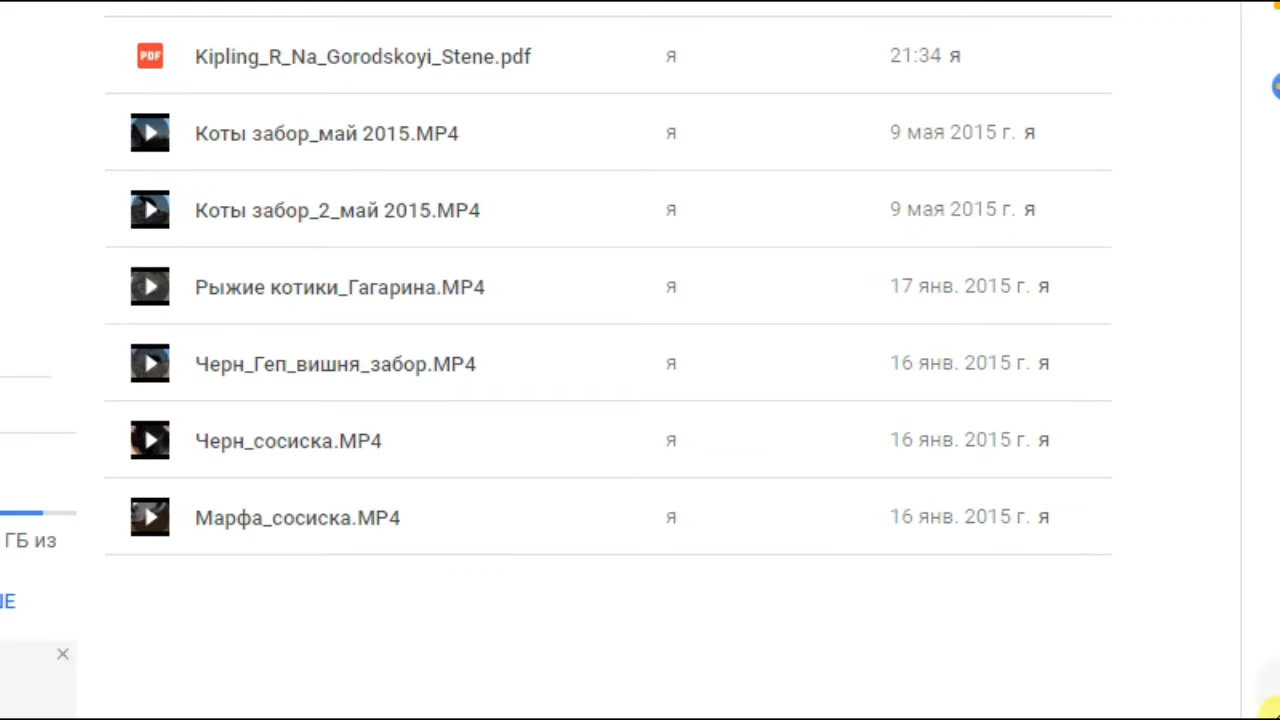 PDF Kipling_R_Na_Gorodskoyi_Stene.pdf я 21:34 я
Коты забор_май 2015.MP4 я 9 мая 2015 г. я
Коты забор_2_май 2015.MP4 я 9 мая 2015 г. я
Рыжие котики_Гагарина.MP4 я 17 янв. 2015 г. я
Черн_Геп_вишня_забор.MP4 я 16 янв. 2015 г. я
Черн_сосиска.MP4 я 16 янв. 2015 г. я
Марфа_сосиска.MP4 я 16 янв. 2015 г. я
ГБ из